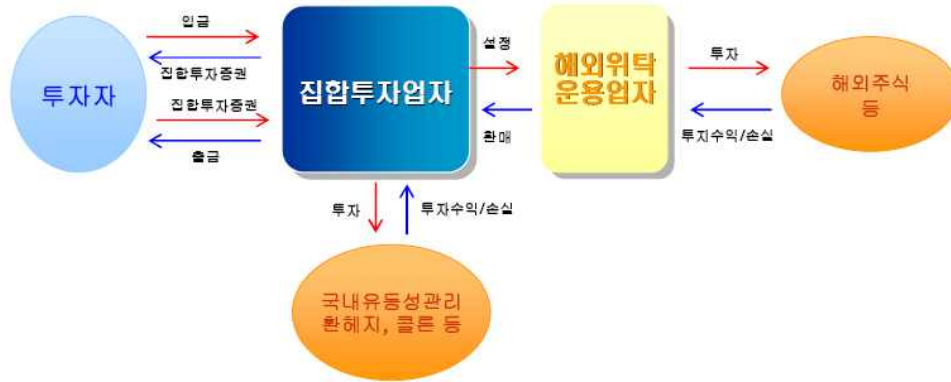 입금
집합투자증권
투자자
집합투자증권
출금
집합투자업자
설정
환매
해외위탁
운용업자
투자
투자수익/손실
해외주식
등
투자
투자수익/손실
국내유동성관리
환헤지, 콜론 등